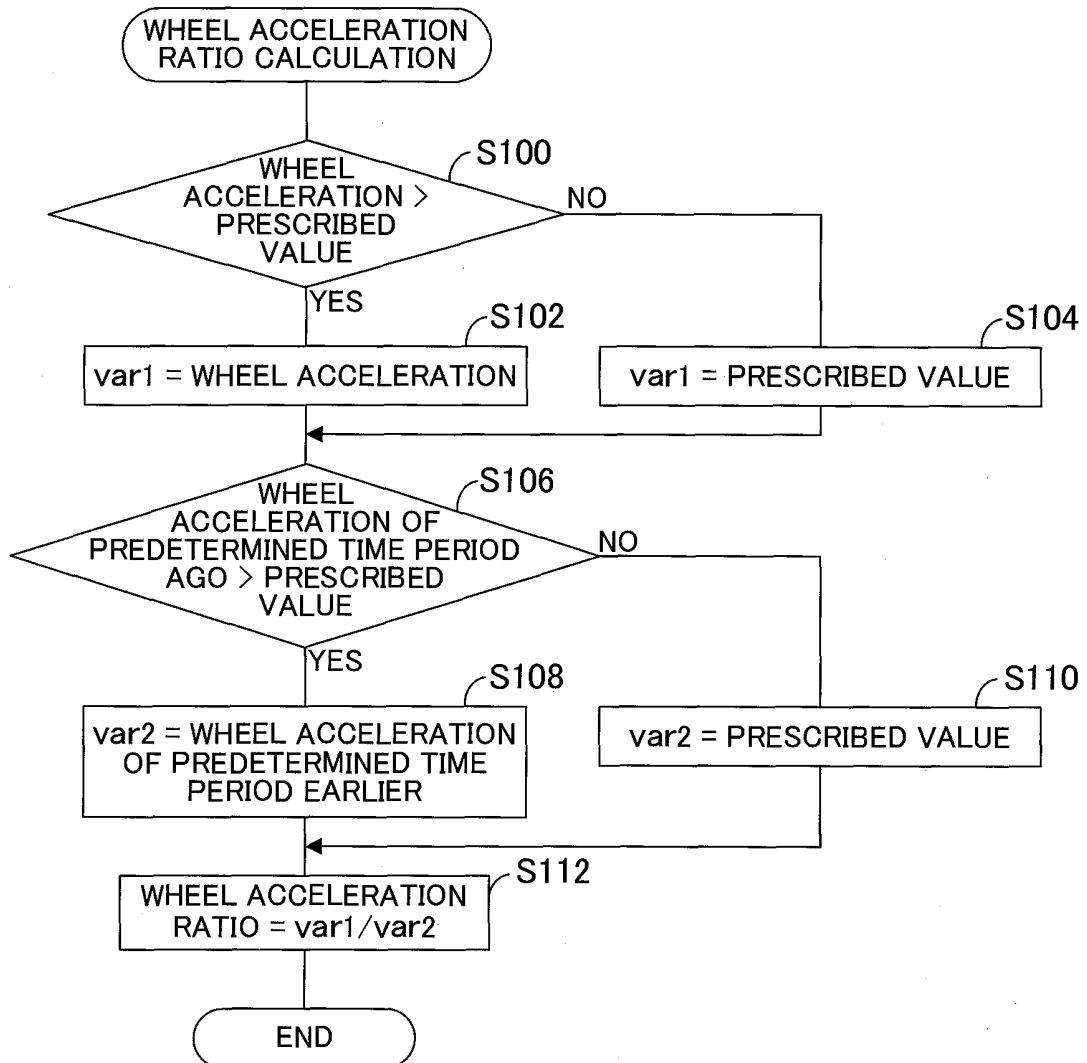 WHEEL ACCELERATION
RATIO CALCULATION
S100
WHEEL
ACCELERATION >
PRESCRIBED
VALUE
NO
YES
S102
var1 = WHEEL ACCELERATION
S104
var1 = PRESCRIBED VALUE
S106
WHEEL
ACCELERATION OF
PREDETERMINED TIME PERIOD
AGO > PRESCRIBED
VALUE
NO
YES
S108
var2 = WHEEL ACCELERATION
OF PREDETERMINED TIME
PERIOD EARLIER
S110
var2 = PRESCRIBED VALUE
S112
WHEEL ACCELERATION
RATIO = var1/var2
END